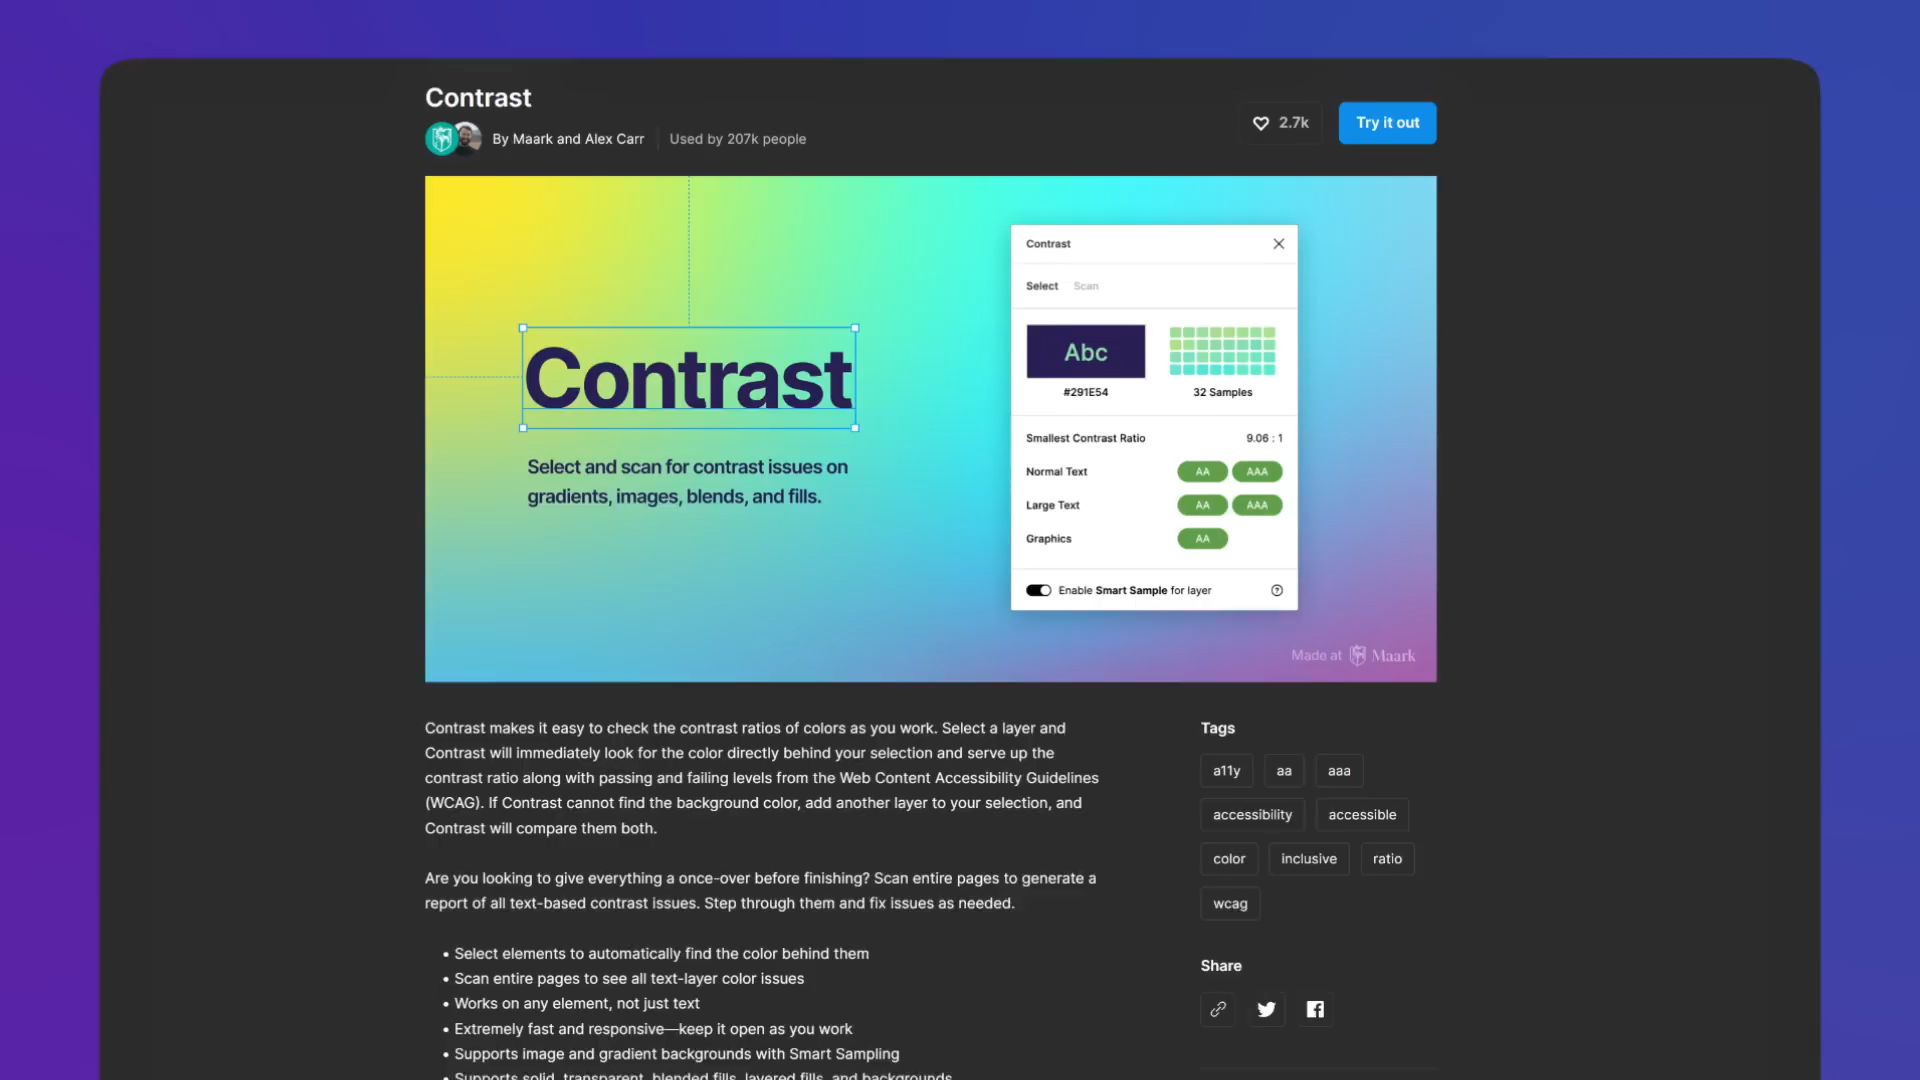 Contrast
By Maark and Alex Carr
Used by 207k people
2.7k
Try it out
Contrast
Select and scan for contrast issues on
gradients, images, blends, and fills.
Contrast
Select Scan
Abc
#291E54
32 Samples
Smallest Contrast Ratio 9.06 : 1
Normal Text AA AAA
Large Text AA AAA
Graphics AA
Enable Smart Sample for layer
Made at Maark
Contrast makes it easy to check the contrast ratios of colors as you work. Select a layer and
Contrast will immediately look for the color directly behind your selection and serve up the
contrast ratio along with passing and failing levels from the Web Content Accessibility Guidelines
(WCAG). If Contrast cannot find the background color, add another layer to your selection, and
Contrast will compare them both.
Are you looking to give everything a once-over before finishing? Scan entire pages to generate a
report of all text-based contrast issues. Step through them and fix issues as needed.
• Select elements to automatically find the color behind them
• Scan entire pages to see all text-layer color issues
• Works on any element, not just text
• Extremely fast and responsive—keep it open as you work
• Supports image and gradient backgrounds with Smart Sampling
• Supports solid, transparent, blended fills, layered fills, and backgrounds
Tags
a11y aa aaa
accessibility accessible
color inclusive ratio
wcag
Share